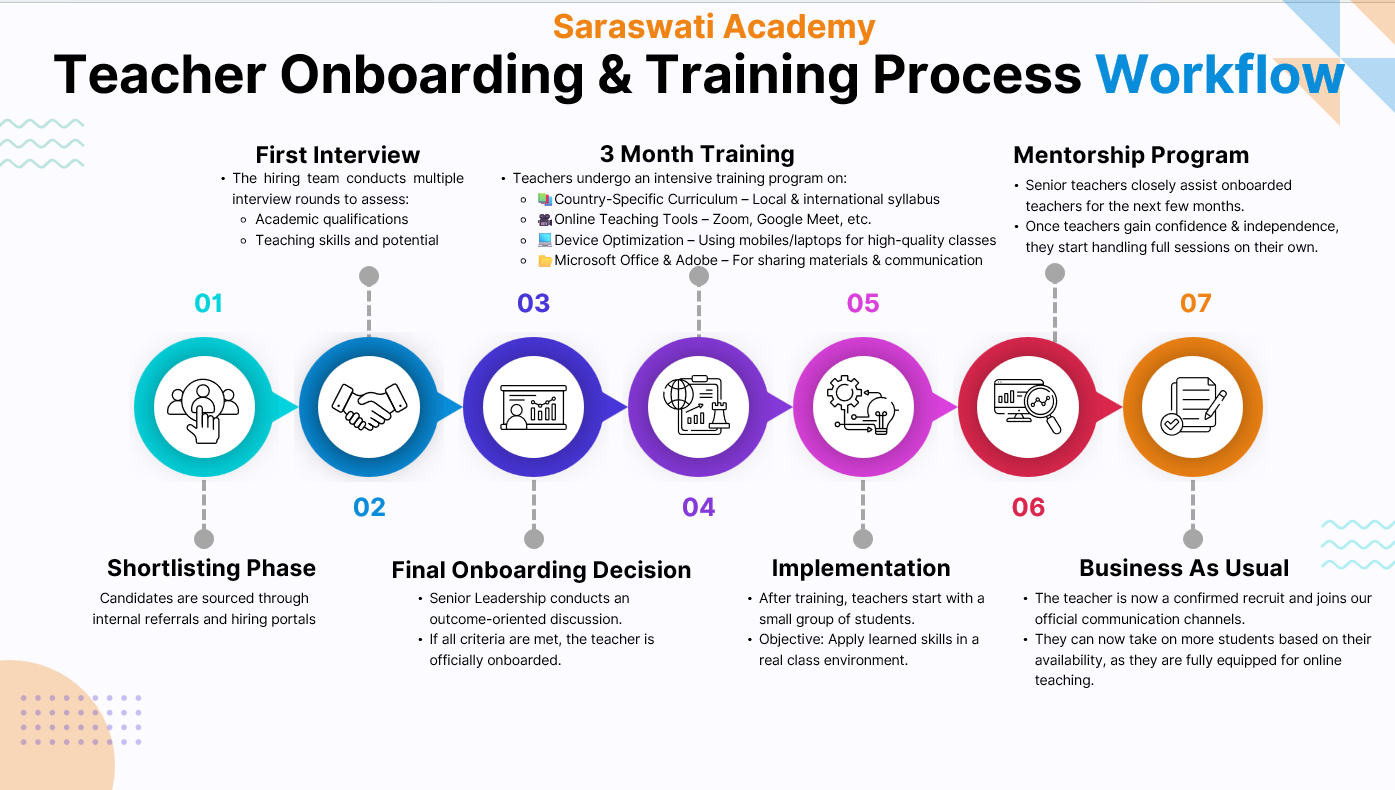 Saraswati Academy
Teacher Onboarding & Training Process Workflow
First Interview
• The hiring team conducts multiple
interview rounds to assess:
○ Academic qualifications
○ Teaching skills and potential
3 Month Training
• Teachers undergo an intensive training program on:
○ 📚Country-Specific Curriculum – Local & international syllabus
○ 🎥Online Teaching Tools – Zoom, Google Meet, etc.
○ 💻Device Optimization – Using mobiles/laptops for high-quality classes
○ 📁Microsoft Office & Adobe – For sharing materials & communication
Mentorship Program
• Senior teachers closely assist onboarded
teachers for the next few months.
• Once teachers gain confidence & independence,
they start handling full sessions on their own.
01
03
05
07
02
04
06
Shortlisting Phase
Candidates are sourced through
internal referrals and hiring portals
Final Onboarding Decision
• Senior Leadership conducts an
outcome-oriented discussion.
• If all criteria are met, the teacher is
officially onboarded.
Implementation
• After training, teachers start with a
small group of students.
• Objective: Apply learned skills in a
real class environment.
Business As Usual
• The teacher is now a confirmed recruit and joins our
official communication channels.
• They can now take on more students based on their
availability, as they are fully equipped for online
teaching.